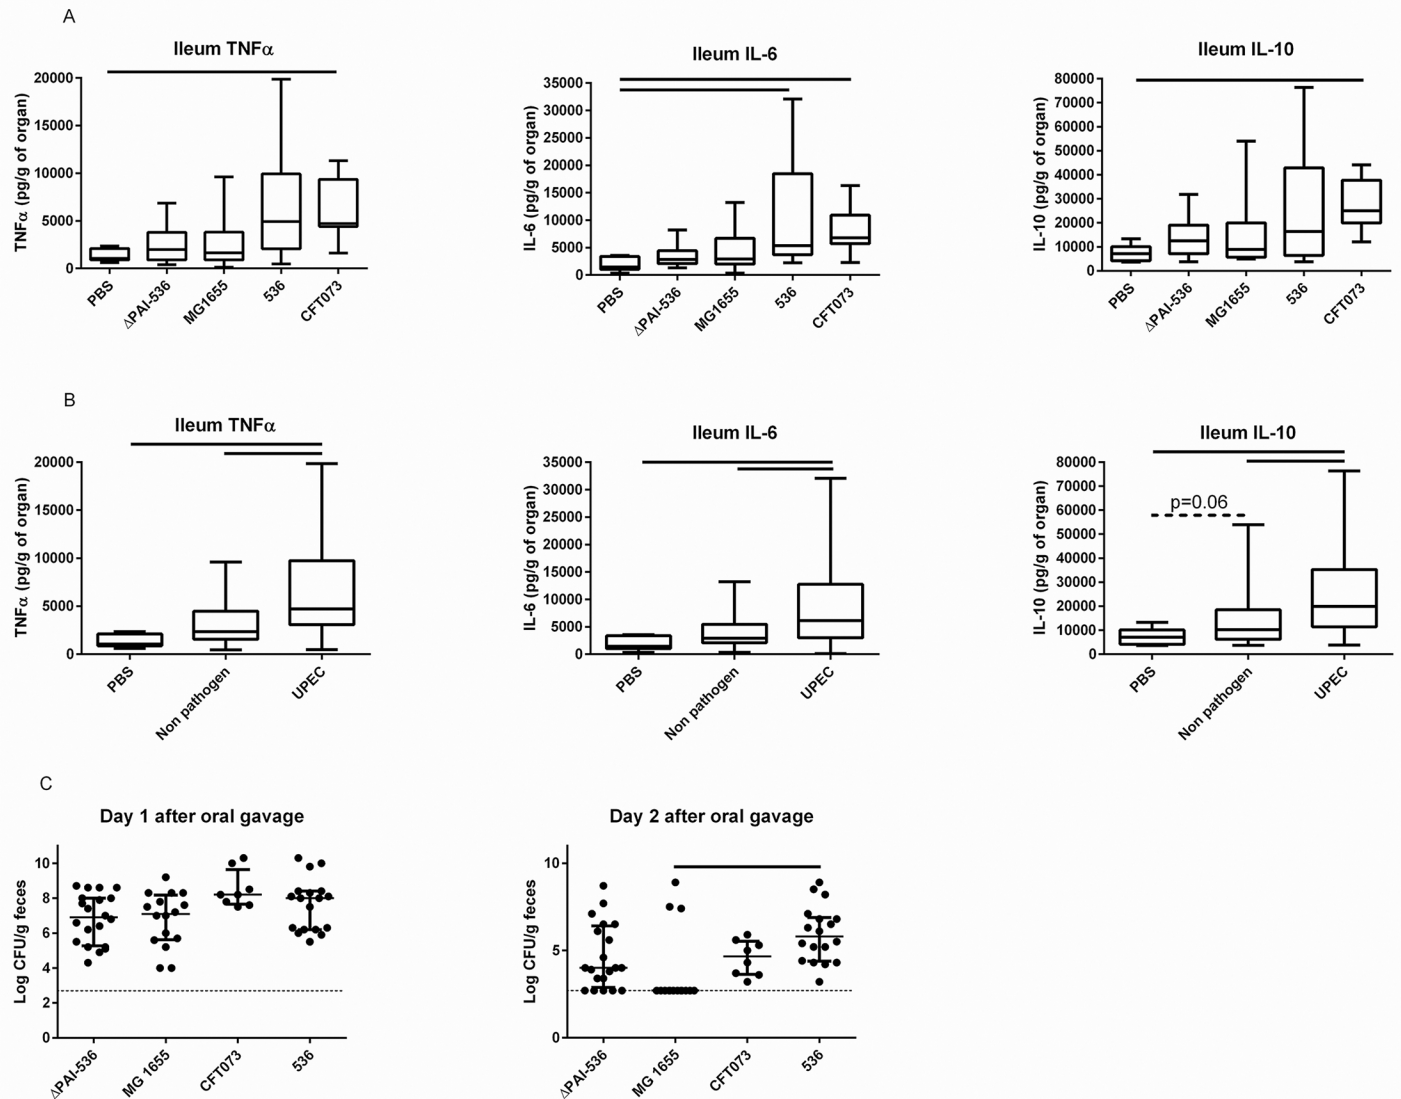 A
Ileum TNFα
TNFα (pg/g of organ)
20000
15000
10000
5000
0
PBS
ΔPAI-536
MG1655
536
CFT073
Ileum IL-6
IL-6 (pg/g of organ)
35000
30000
25000
20000
15000
10000
5000
0
PBS
ΔPAI-536
MG1655
536
CFT073
Ileum IL-10
IL-10 (pg/g of organ)
80000
70000
60000
50000
40000
30000
20000
10000
0
PBS
ΔPAI-536
MG1655
536
CFT073
B
Ileum TNFα
TNFα (pg/g of organ)
20000
15000
10000
5000
0
PBS
Non pathogen
UPEC
Ileum IL-6
IL-6 (pg/g of organ)
35000
30000
25000
20000
15000
10000
5000
0
PBS
Non pathogen
UPEC
Ileum IL-10
IL-10 (pg/g of organ)
80000
70000
60000
50000
40000
30000
20000
10000
0
p=0.06
PBS
Non pathogen
UPEC
C
Day 1 after oral gavage
Log CFU/g feces
10
8
6
4
2
0
ΔPAI-536
MG 1655
CFT073
536
Day 2 after oral gavage
Log CFU/g feces
10
5
0
ΔPAI-536
MG 1655
CFT073
536